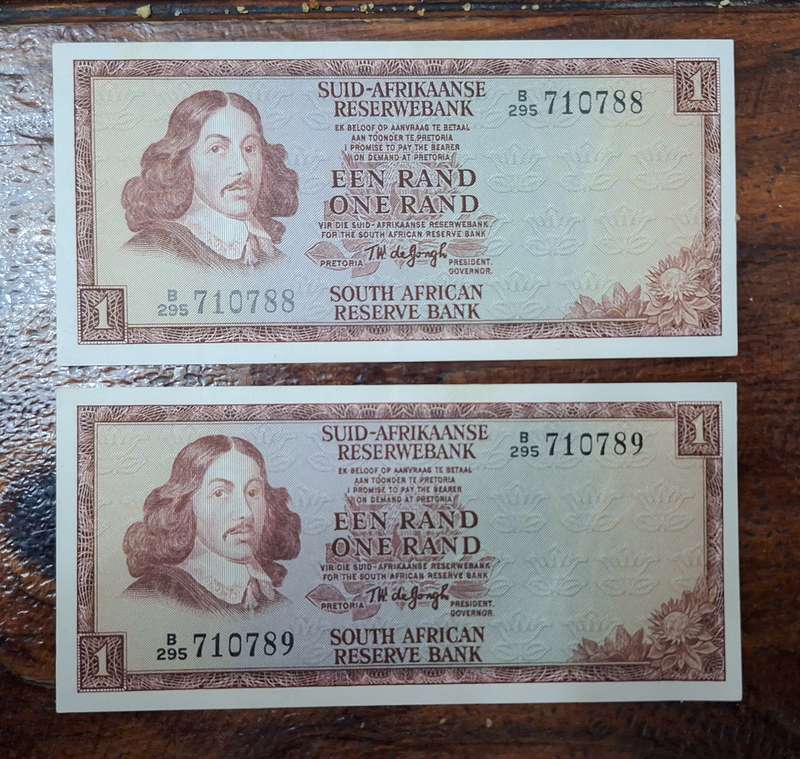 SUID-AFRIKAANSE
RESERWEBANK
B/295 710788
1
EK BELOOF OP AANVRAAG TE BETAAL
AAN TOONDER TE PRETORIA
I PROMISE TO PAY THE BEARER
ON DEMAND AT PRETORIA
EEN RAND
ONE RAND
VIR DIE SUID-AFRIKAANSE RESERWEBANK
FOR THE SOUTH AFRICAN RESERVE BANK
TW de Jongh
PRETORIA
PRESIDENT.
GOVERNOR.
1
B/295 710788
SOUTH AFRICAN
RESERVE BANK
SUID-AFRIKAANSE
RESERWEBANK
B/295 710789
1
EK BELOOF OP AANVRAAG TE BETAAL
AAN TOONDER TE PRETORIA
I PROMISE TO PAY THE BEARER
ON DEMAND AT PRETORIA
EEN RAND
ONE RAND
VIR DIE SUID-AFRIKAANSE RESERWEBANK
FOR THE SOUTH AFRICAN RESERVE BANK
TW de Jongh
PRETORIA
PRESIDENT.
GOVERNOR.
1
B/295 710789
SOUTH AFRICAN
RESERVE BANK